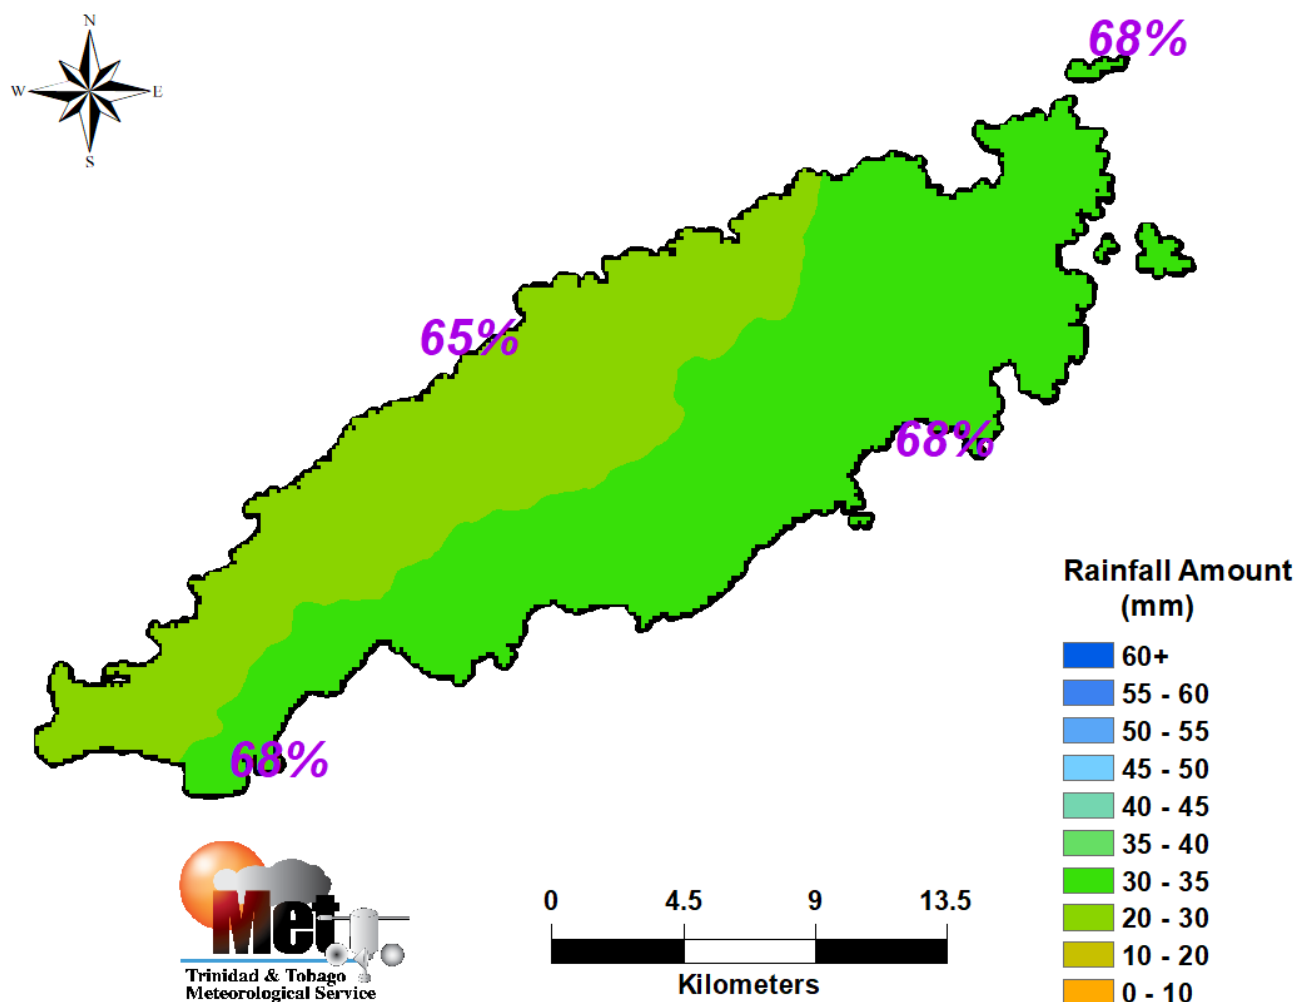 N
W
E
S
68%
65%
68%
68%
Rainfall Amount
(mm)
60+
55 - 60
50 - 55
45 - 50
40 - 45
35 - 40
30 - 35
20 - 30
10 - 20
0 - 10
Met
Trinidad & Tobago
Meteorological Service
0 4.5 9 13.5
Kilometers